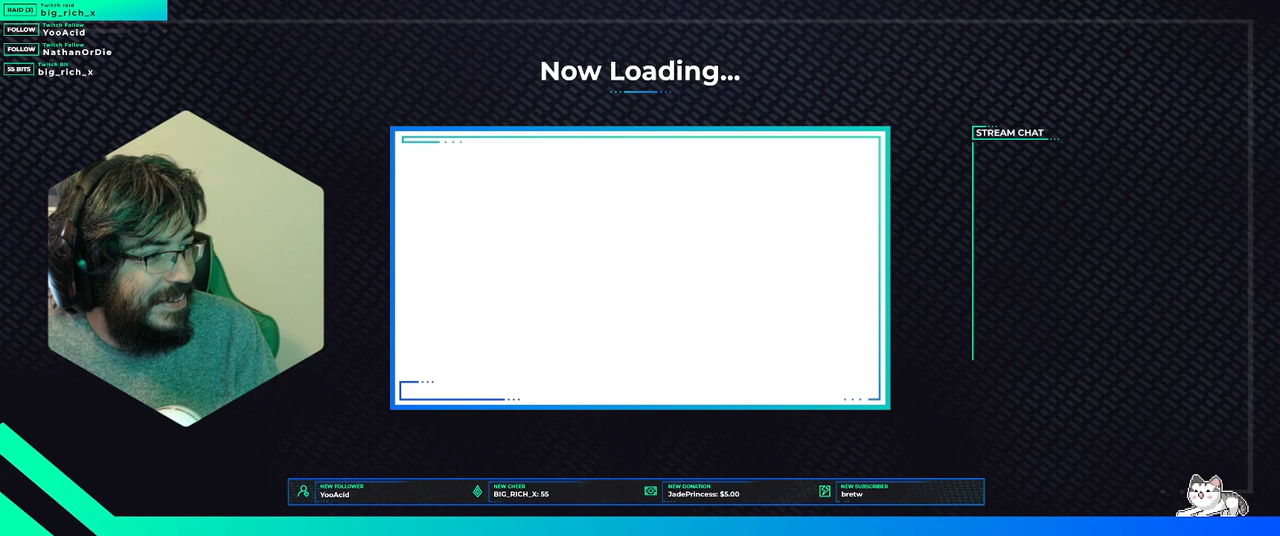 RAID (3)
Twitch raid
big_rich_x
FOLLOW
Twitch Follow
YooAcid
FOLLOW
Twitch Follow
NathanOrDie
55 BITS
Twitch Bit
big_rich_x
Now Loading...
STREAM CHAT
NEW FOLLOWER
YooAcid
NEW CHEER
BIG_RICH_X: 55
NEW DONATION
JadePrincess: $5.00
NEW SUBSCRIBER
bretw